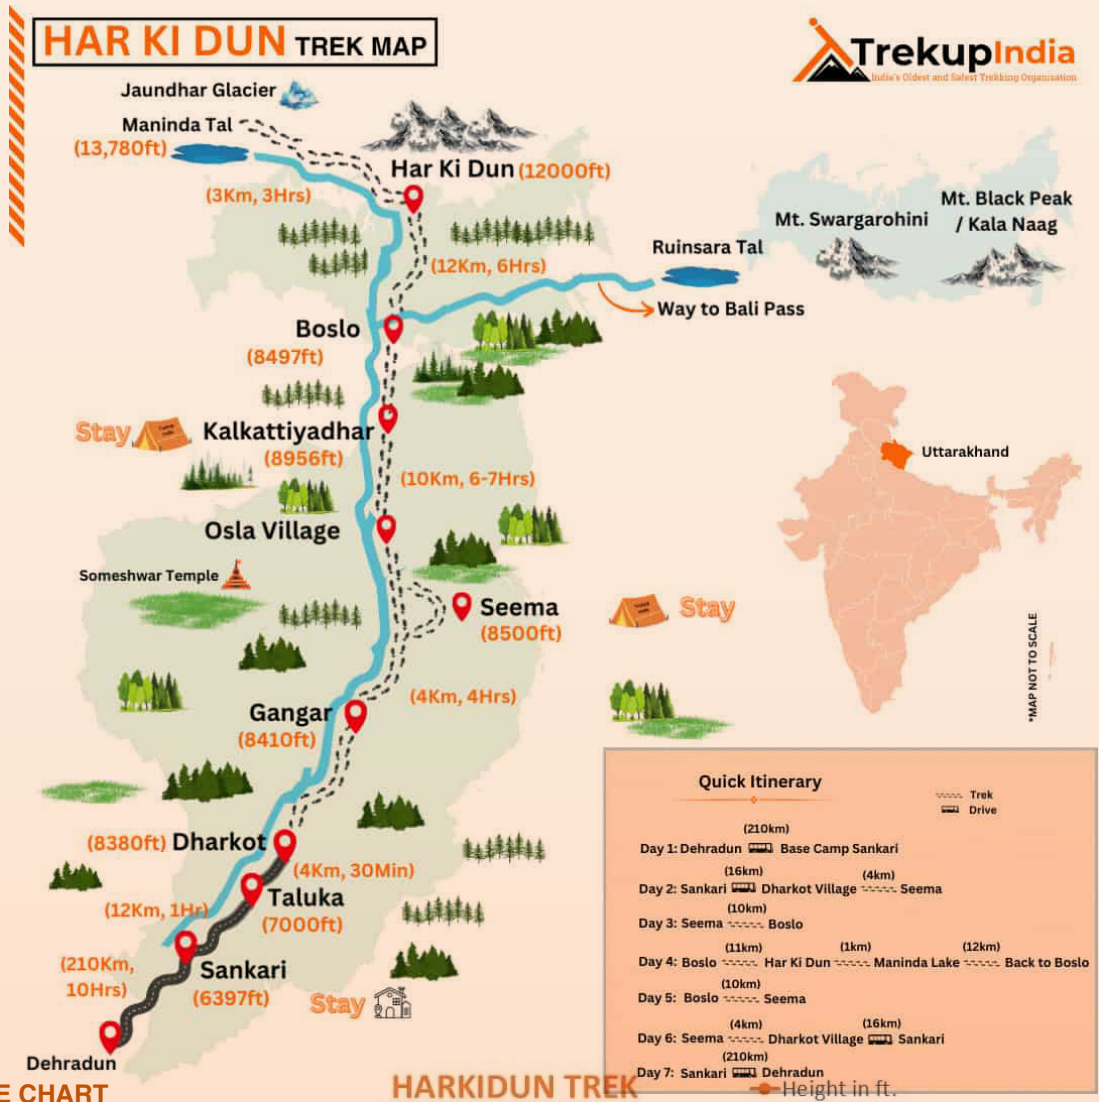 HAR KI DUN TREK MAP
TrekupIndia
India's Oldest and Safest Trekking Organisation
Jaundhar Glacier
Maninda Tal
(13,780ft)
Har Ki Dun (12000ft)
(3Km, 3Hrs)
Mt. Swargarohini
Mt. Black Peak
/ Kala Naag
Ruinsara Tal
(12Km, 6Hrs)
Way to Bali Pass
Boslo
(8497ft)
Stay
Kalkattiyadhar
(8956ft)
(10Km, 6-7Hrs)
Uttarakhand
Osla Village
Someshwar Temple
Seema
(8500ft)
Stay
*MAP NOT TO SCALE
(4Km, 4Hrs)
Gangar
(8410ft)
(8380ft) Dharkot
(4Km, 30Min)
Taluka
(7000ft)
(12Km, 1Hr)
(210Km,
10Hrs)
Sankari
(6397ft)
Stay
Dehradun
Quick Itinerary
Trek
Drive
(210km)
Day 1: Dehradun Base Camp Sankari
(16km) (4km)
Day 2: Sankari Dharkot Village Seema
(10km)
Day 3: Seema Boslo
(11km) (1km) (12km)
Day 4: Boslo Har Ki Dun Maninda Lake Back to Boslo
(10km)
Day 5: Boslo Seema
(4km) (16km)
Day 6: Seema Dharkot Village Sankari
(210km)
Day 7: Sankari Dehradun
E CHART
HARKIDUN TREK
Height in ft.